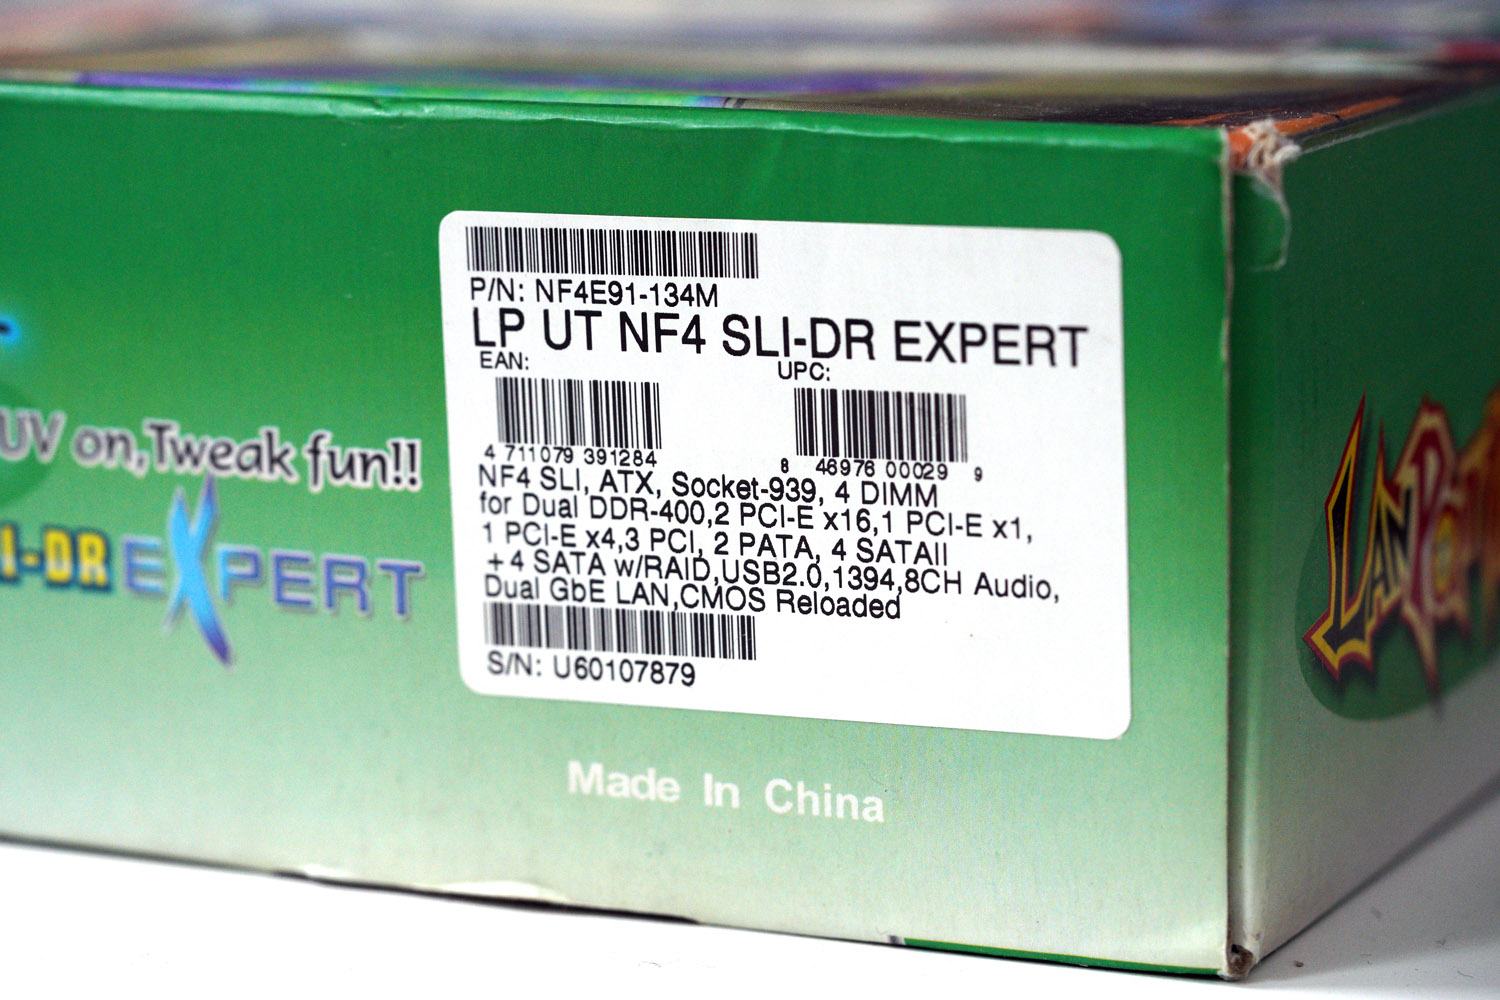 P/N: NF4E91-134M
LP UT NF4 SLI-DR EXPERT
EAN: UPC:
4 711079 391284 8 46976 00029 9
NF4 SLI, ATX, Socket-939, 4 DIMM
for Dual DDR-400,2 PCI-E x16,1 PCI-E x1,
1 PCI-E x4,3 PCI, 2 PATA, 4 SATAII
+4 SATA w/RAID,USB2.0,1394,8CH Audio,
Dual GbE LAN,CMOS Reloaded
S/N: U60107879
UV on,Tweak fun!!
I-DR EXPERT
Made In China